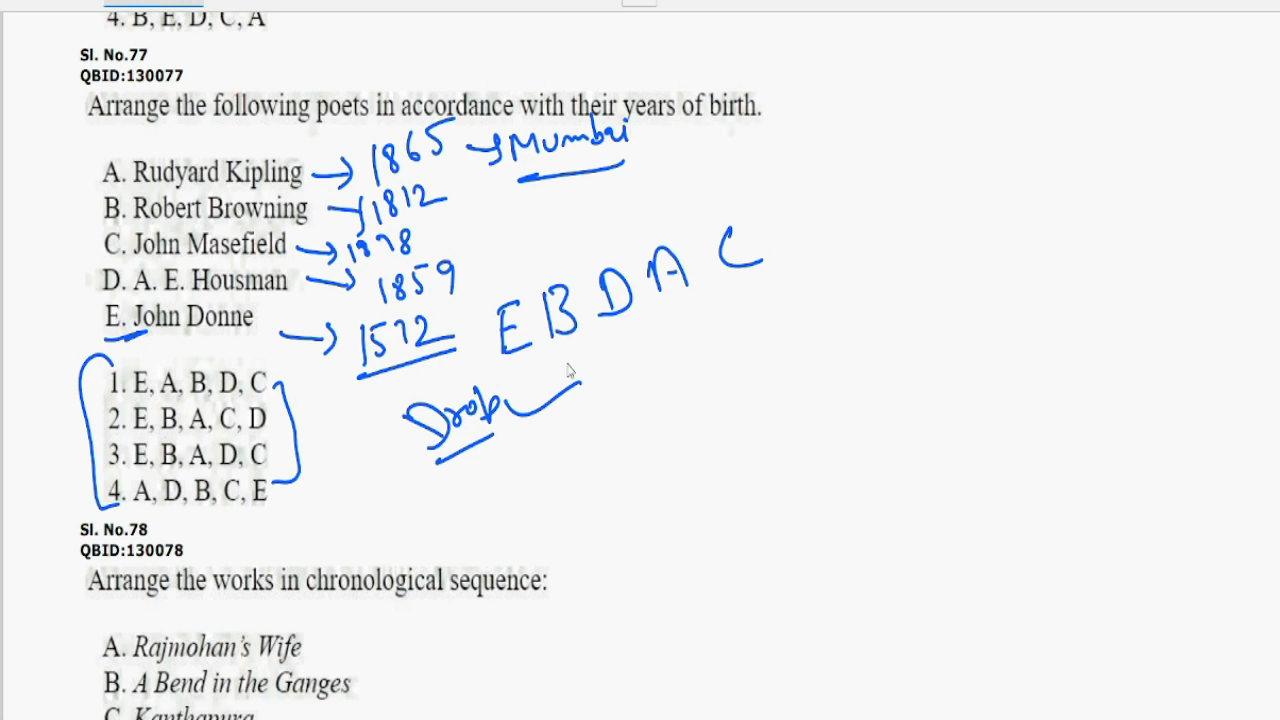 4. B, E, D, C, A
Sl. No.77
QBID:130077
Arrange the following poets in accordance with their years of birth.
A. Rudyard Kipling → 1865 → Mumbai
B. Robert Browning → 1812
C. John Masefield → 1878
D. A. E. Housman → 1859
E. John Donne → 1572
E B D A C
1. E, A, B, D, C
2. E, B, A, C, D
3. E, B, A, D, C
4. A, D, B, C, E
Drop
Sl. No.78
QBID:130078
Arrange the works in chronological sequence:
A. Rajmohan's Wife
B. A Bend in the Ganges
C. Kanthapura